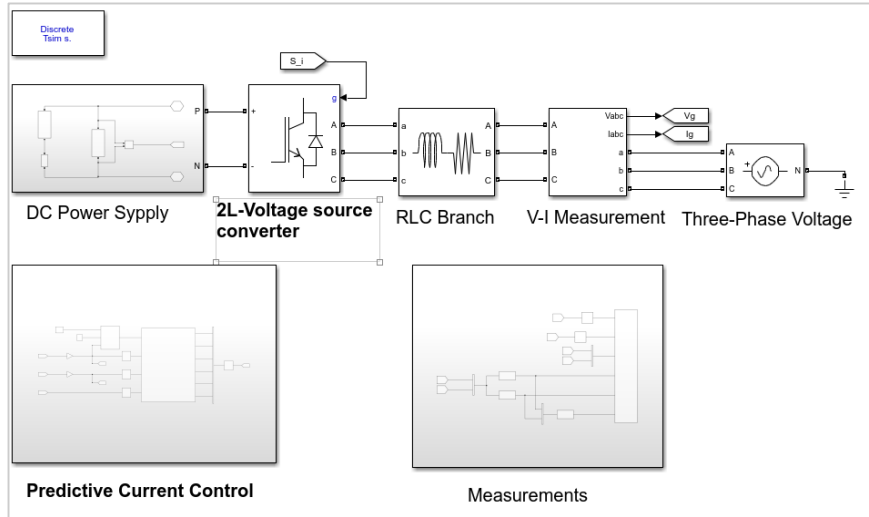 Discrete
Tsim s.
S_i
g
P
N
+
-
A
B
C
a
b
c
A
B
C
A
B
C
Vabc
Iabc
a
b
c
Vg
Ig
A
B
C
+
N
DC Power Sypply
2L-Voltage source
converter
RLC Branch
V-I Measurement
Three-Phase Voltage
Predictive Current Control
Measurements